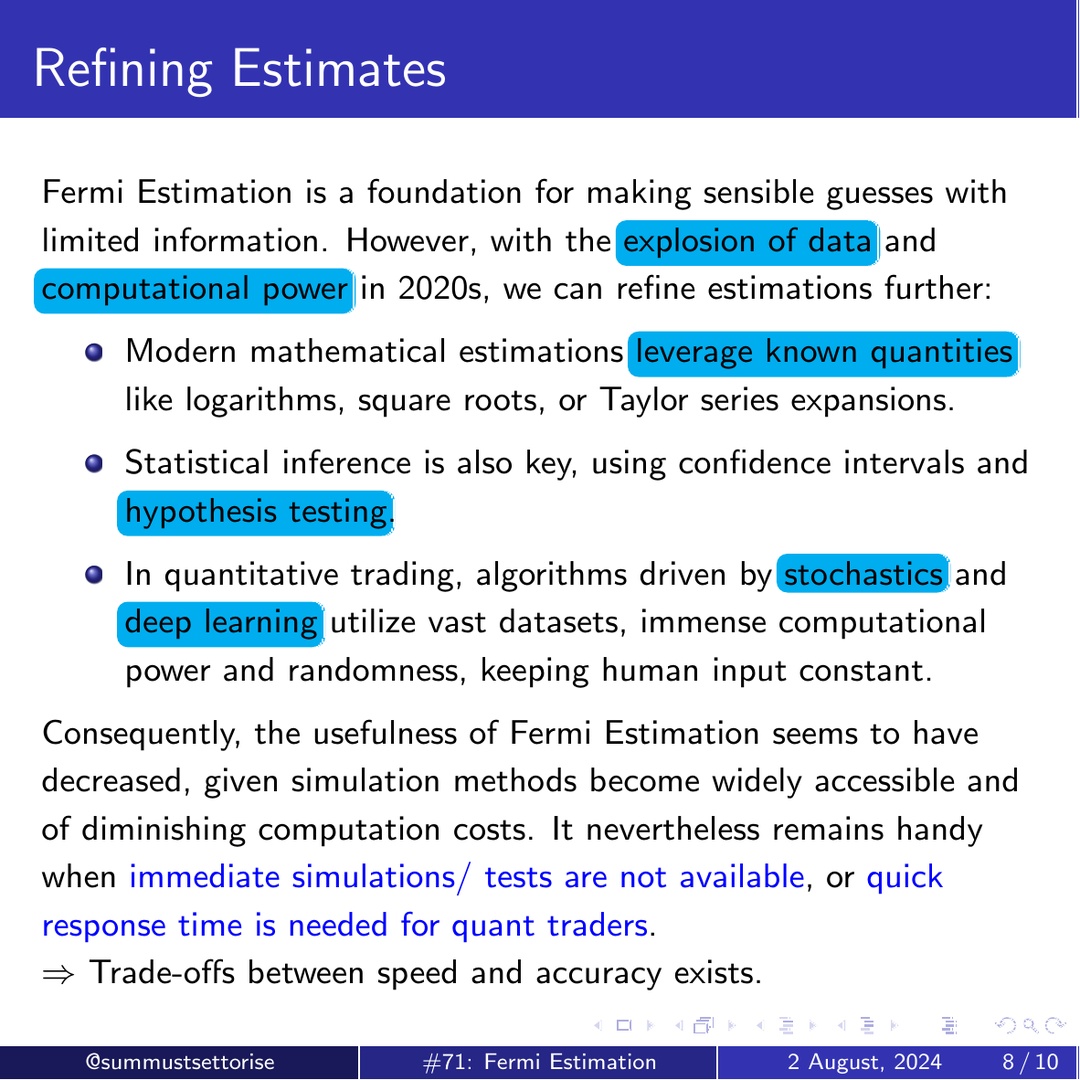 Refining Estimates
Fermi Estimation is a foundation for making sensible guesses with
limited information. However, with the explosion of data and
computational power in 2020s, we can refine estimations further:
Modern mathematical estimations leverage known quantities
like logarithms, square roots, or Taylor series expansions.
Statistical inference is also key, using confidence intervals and
hypothesis testing.
In quantitative trading, algorithms driven by stochastics and
deep learning utilize vast datasets, immense computational
power and randomness, keeping human input constant.
Consequently, the usefulness of Fermi Estimation seems to have
decreased, given simulation methods become widely accessible and
of diminishing computation costs. It nevertheless remains handy
when immediate simulations/ tests are not available, or quick
response time is needed for quant traders.
⇒ Trade-offs between speed and accuracy exists.
@summustsettorise #71: Fermi Estimation 2 August, 2024 8 / 10